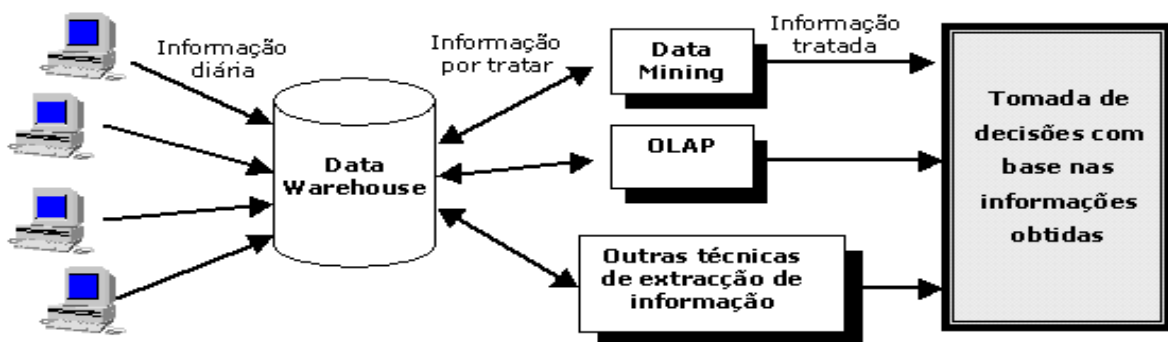 Informação
diária
Data
Warehouse
Informação
por tratar
Data
Mining
OLAP
Outras técnicas
de extracção de
informação
Informação
tratada
Tomada de
decisões com
base nas
informações
obtidas